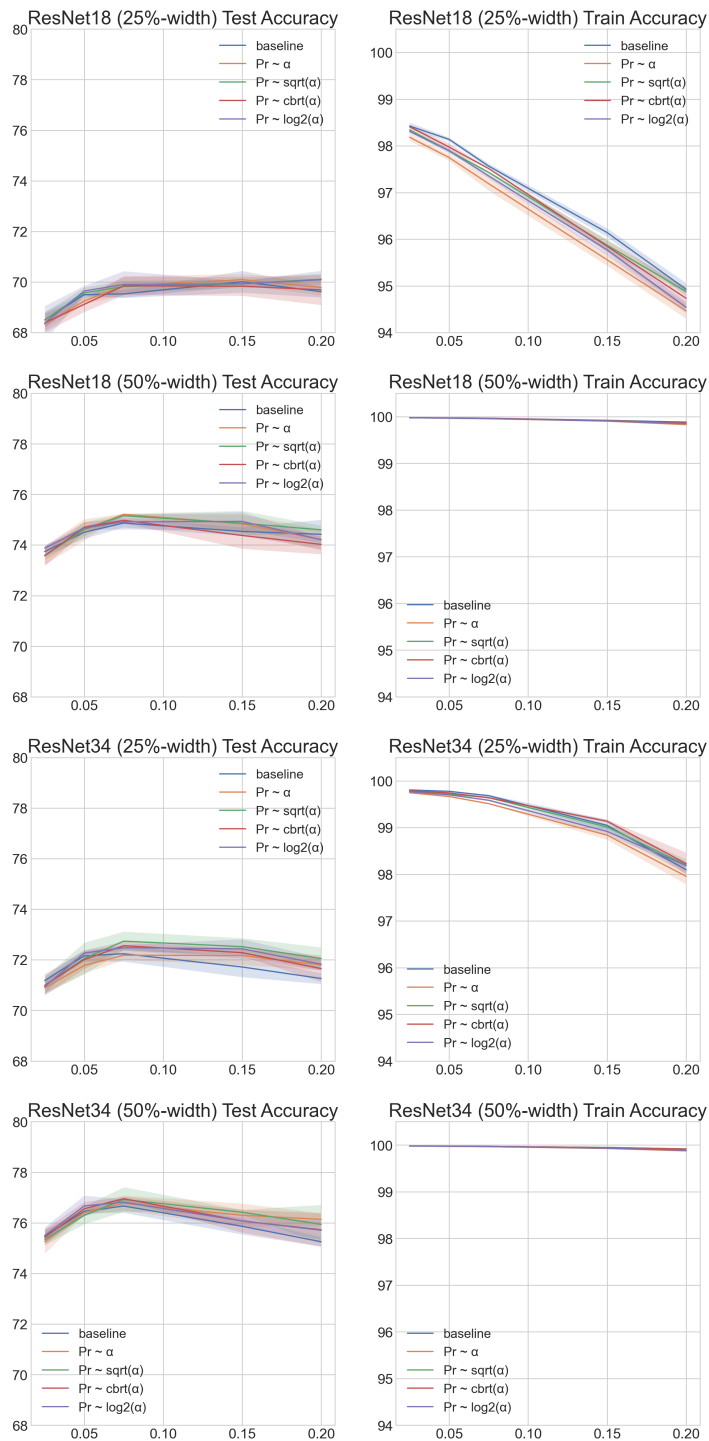 ResNet18 (25%-width) Test Accuracy
80
78
76
74
72
70
68
0.05
0.10
0.15
0.20
baseline
Pr ~ α
Pr ~ sqrt(α)
Pr ~ cbrt(α)
Pr ~ log2(α)
ResNet18 (25%-width) Train Accuracy
100
99
98
97
96
95
94
0.05
0.10
0.15
0.20
baseline
Pr ~ α
Pr ~ sqrt(α)
Pr ~ cbrt(α)
Pr ~ log2(α)
ResNet18 (50%-width) Test Accuracy
80
78
76
74
72
70
68
0.05
0.10
0.15
0.20
baseline
Pr ~ α
Pr ~ sqrt(α)
Pr ~ cbrt(α)
Pr ~ log2(α)
ResNet18 (50%-width) Train Accuracy
100
99
98
97
96
95
94
0.05
0.10
0.15
0.20
baseline
Pr ~ α
Pr ~ sqrt(α)
Pr ~ cbrt(α)
Pr ~ log2(α)
ResNet34 (25%-width) Test Accuracy
80
78
76
74
72
70
68
0.05
0.10
0.15
0.20
baseline
Pr ~ α
Pr ~ sqrt(α)
Pr ~ cbrt(α)
Pr ~ log2(α)
ResNet34 (25%-width) Train Accuracy
100
99
98
97
96
95
94
0.05
0.10
0.15
0.20
baseline
Pr ~ α
Pr ~ sqrt(α)
Pr ~ cbrt(α)
Pr ~ log2(α)
ResNet34 (50%-width) Test Accuracy
80
78
76
74
72
70
68
0.05
0.10
0.15
0.20
baseline
Pr ~ α
Pr ~ sqrt(α)
Pr ~ cbrt(α)
Pr ~ log2(α)
ResNet34 (50%-width) Train Accuracy
100
99
98
97
96
95
94
0.05
0.10
0.15
0.20
baseline
Pr ~ α
Pr ~ sqrt(α)
Pr ~ cbrt(α)
Pr ~ log2(α)